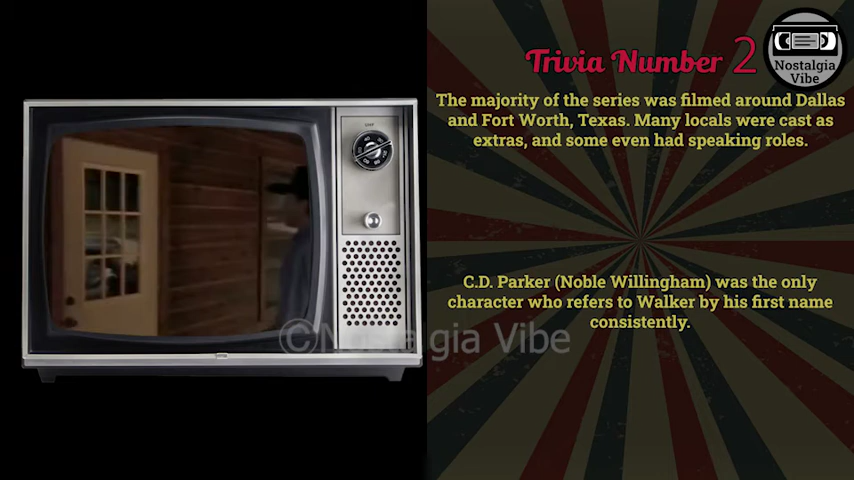 Trivia Number 2
Nostalgia
Vibe
The majority of the series was filmed around Dallas
and Fort Worth, Texas. Many locals were cast as
extras, and some even had speaking roles.
C.D. Parker (Noble Willingham) was the only
character who refers to Walker by his first name
consistently.
©Nostalgia Vibe